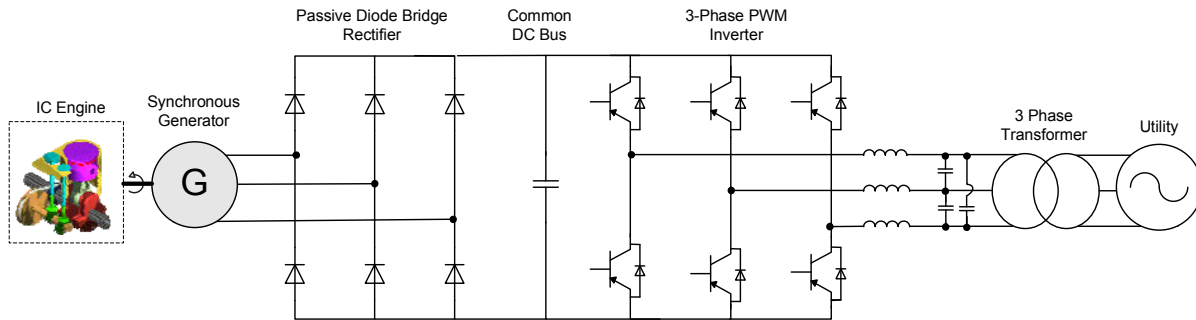 Passive Diode Bridge
Rectifier
Common
DC Bus
3-Phase PWM
Inverter
IC Engine
Synchronous
Generator
3 Phase
Transformer
Utility
G